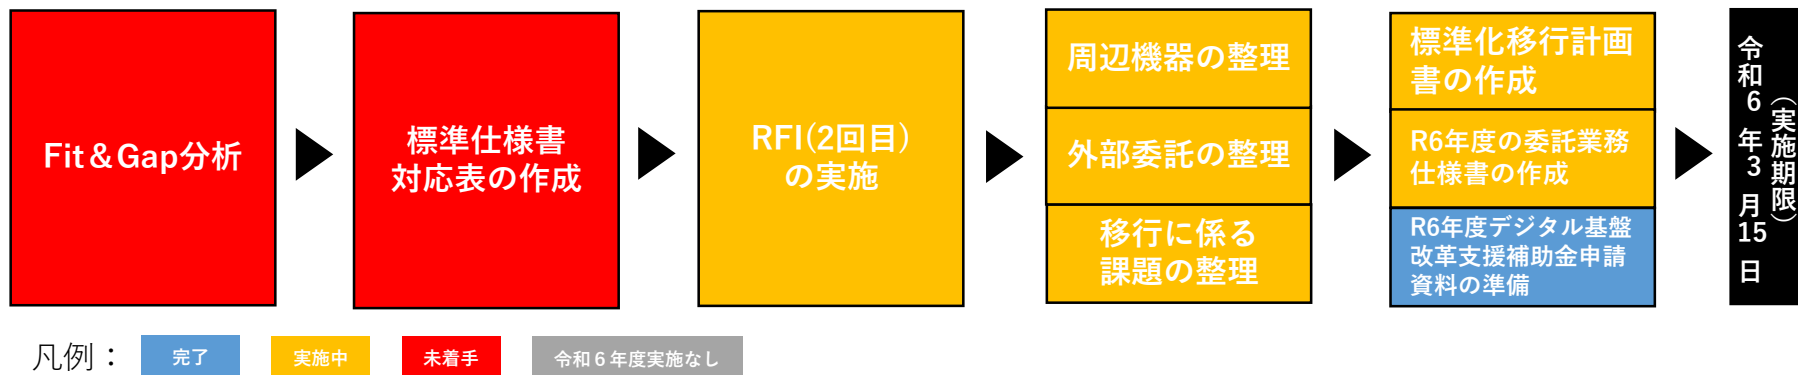 Fit＆Gap分析
標準仕様書
対応表の作成
RFI(2回目)
の実施
周辺機器の整理
外部委託の整理
移行に係る
課題の整理
標準化移行計画
書の作成
R6年度の委託業務
仕様書の作成
R6年度デジタル基盤
改革支援補助金申請
資料の準備
令和6年3月15日
（実施期限）
凡例：
完了
実施中
未着手
令和６年度実施なし